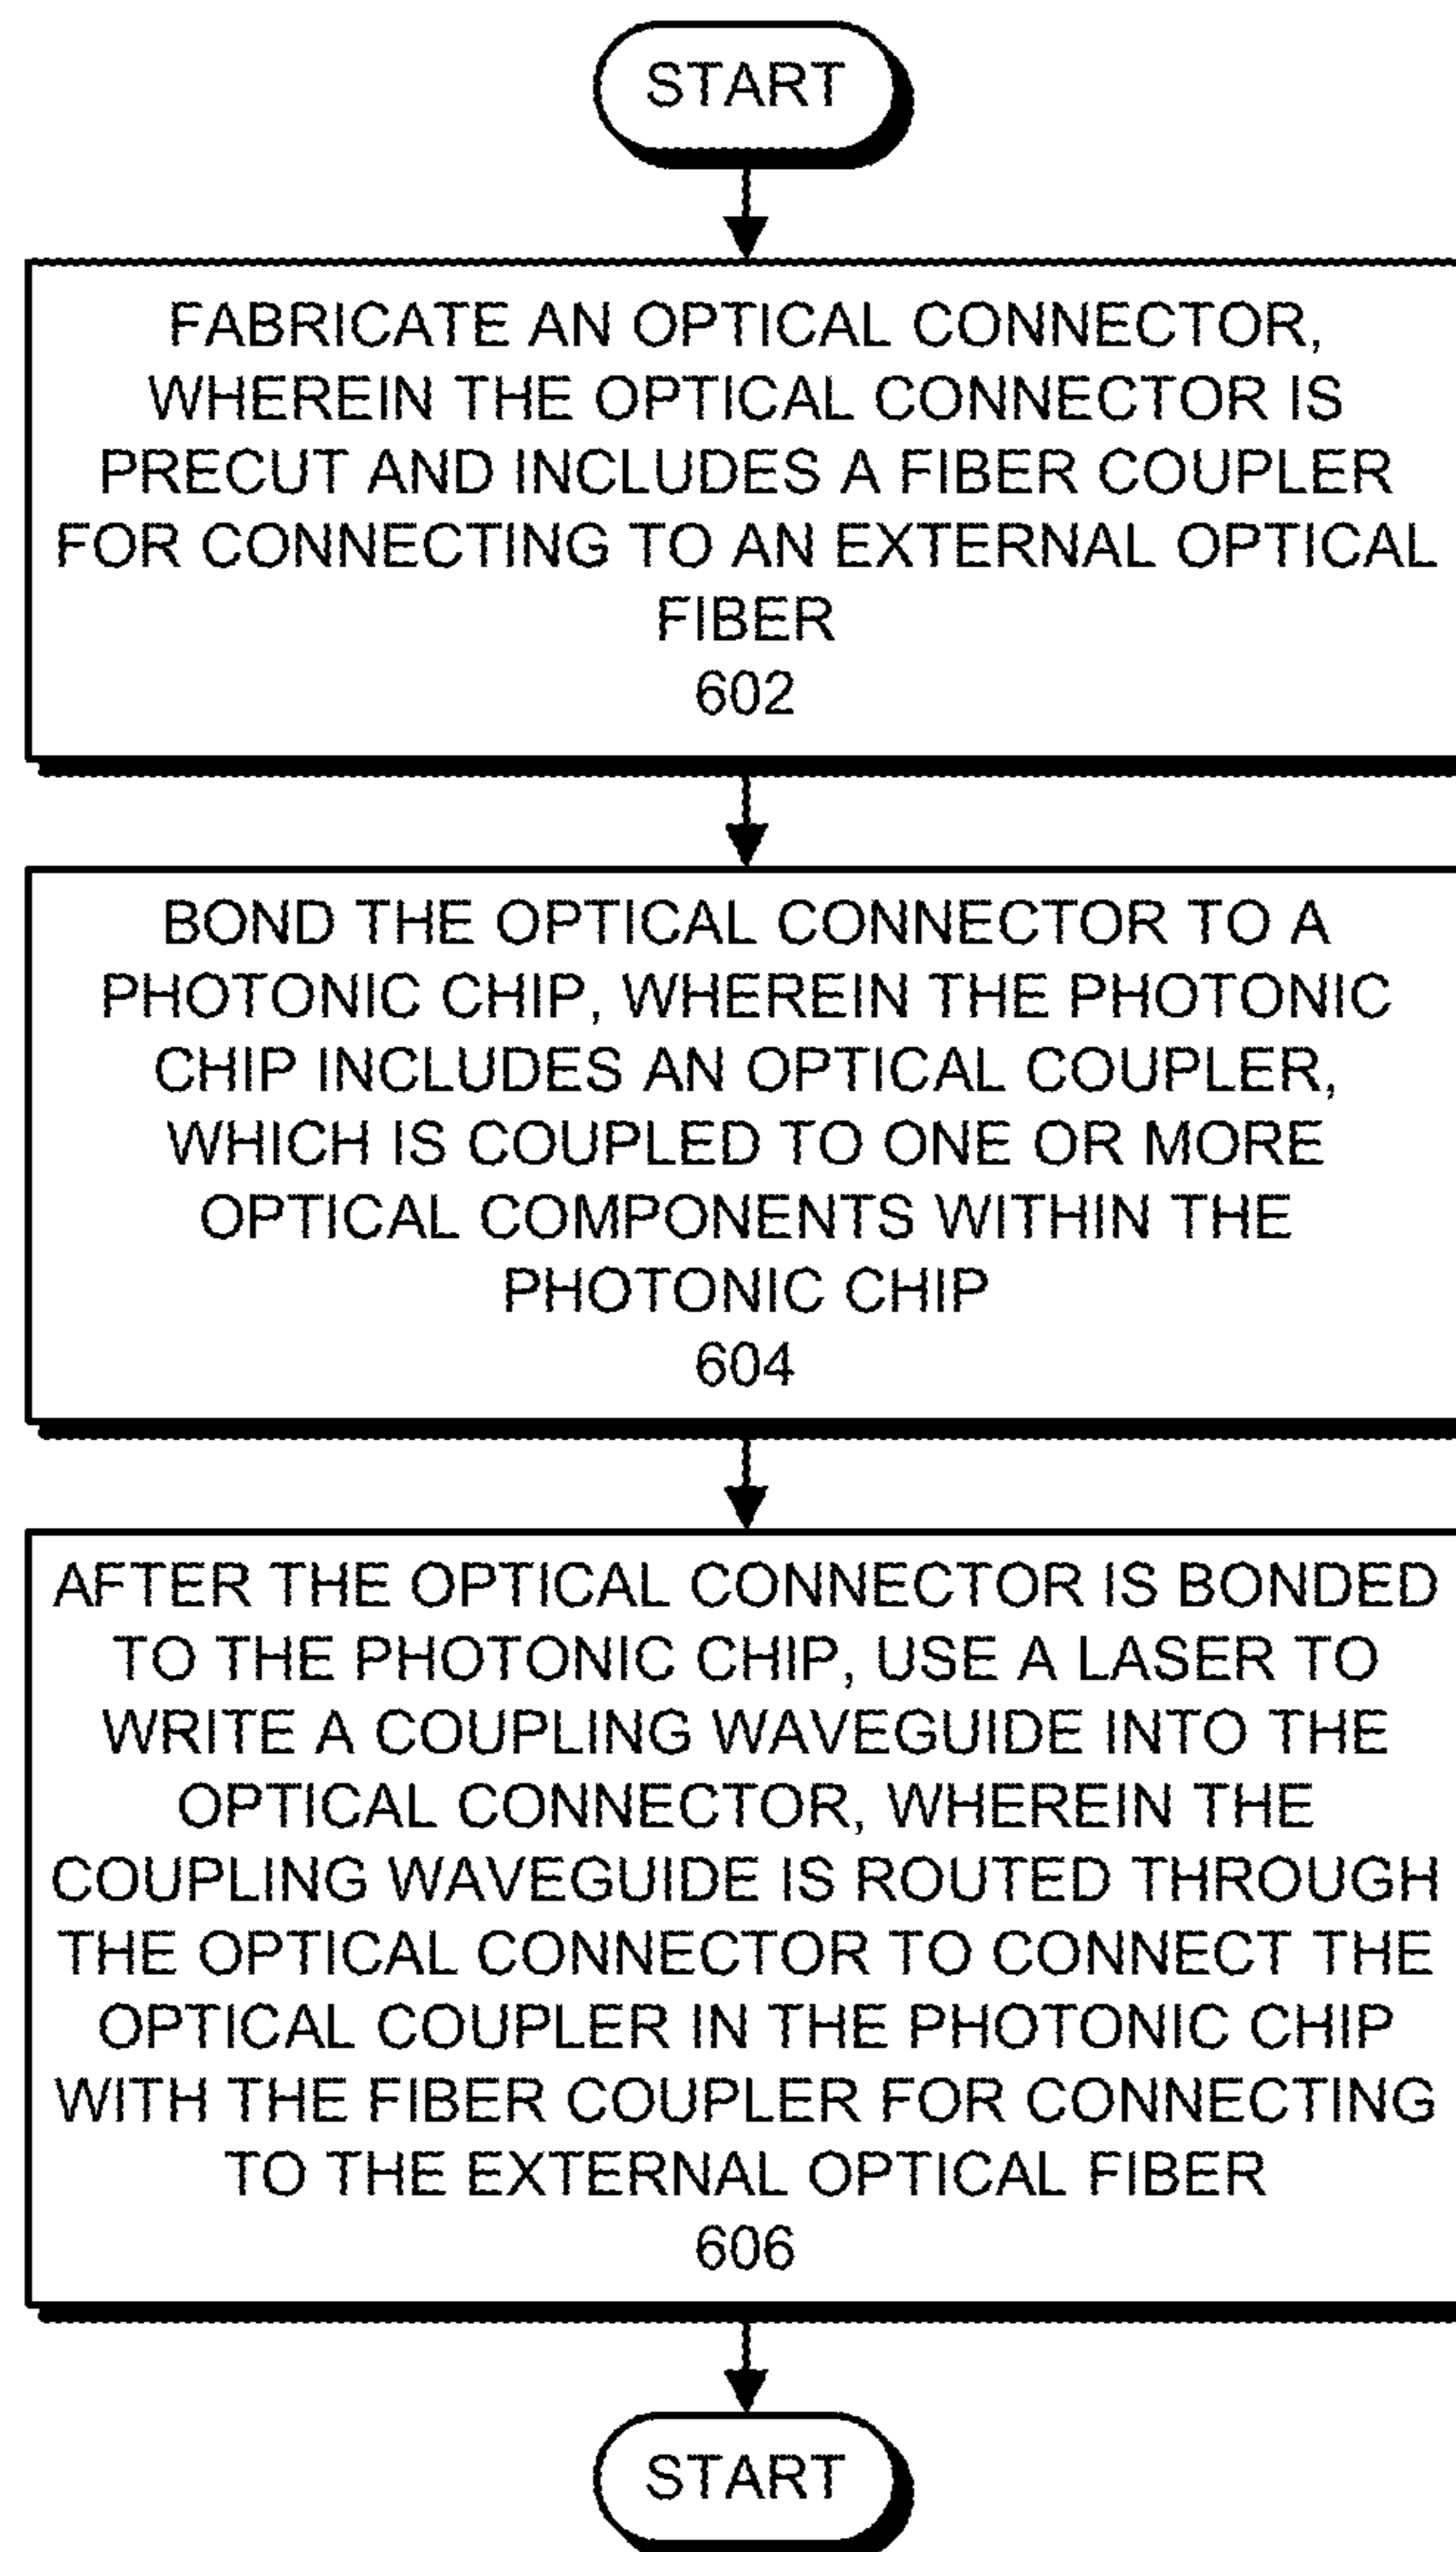 START
FABRICATE AN OPTICAL CONNECTOR,
WHEREIN THE OPTICAL CONNECTOR IS
PRECUT AND INCLUDES A FIBER COUPLER
FOR CONNECTING TO AN EXTERNAL OPTICAL
FIBER
602
BOND THE OPTICAL CONNECTOR TO A
PHOTONIC CHIP, WHEREIN THE PHOTONIC
CHIP INCLUDES AN OPTICAL COUPLER,
WHICH IS COUPLED TO ONE OR MORE
OPTICAL COMPONENTS WITHIN THE
PHOTONIC CHIP
604
AFTER THE OPTICAL CONNECTOR IS BONDED
TO THE PHOTONIC CHIP, USE A LASER TO
WRITE A COUPLING WAVEGUIDE INTO THE
OPTICAL CONNECTOR, WHEREIN THE
COUPLING WAVEGUIDE IS ROUTED THROUGH
THE OPTICAL CONNECTOR TO CONNECT THE
OPTICAL COUPLER IN THE PHOTONIC CHIP
WITH THE FIBER COUPLER FOR CONNECTING
TO THE EXTERNAL OPTICAL FIBER
606
START